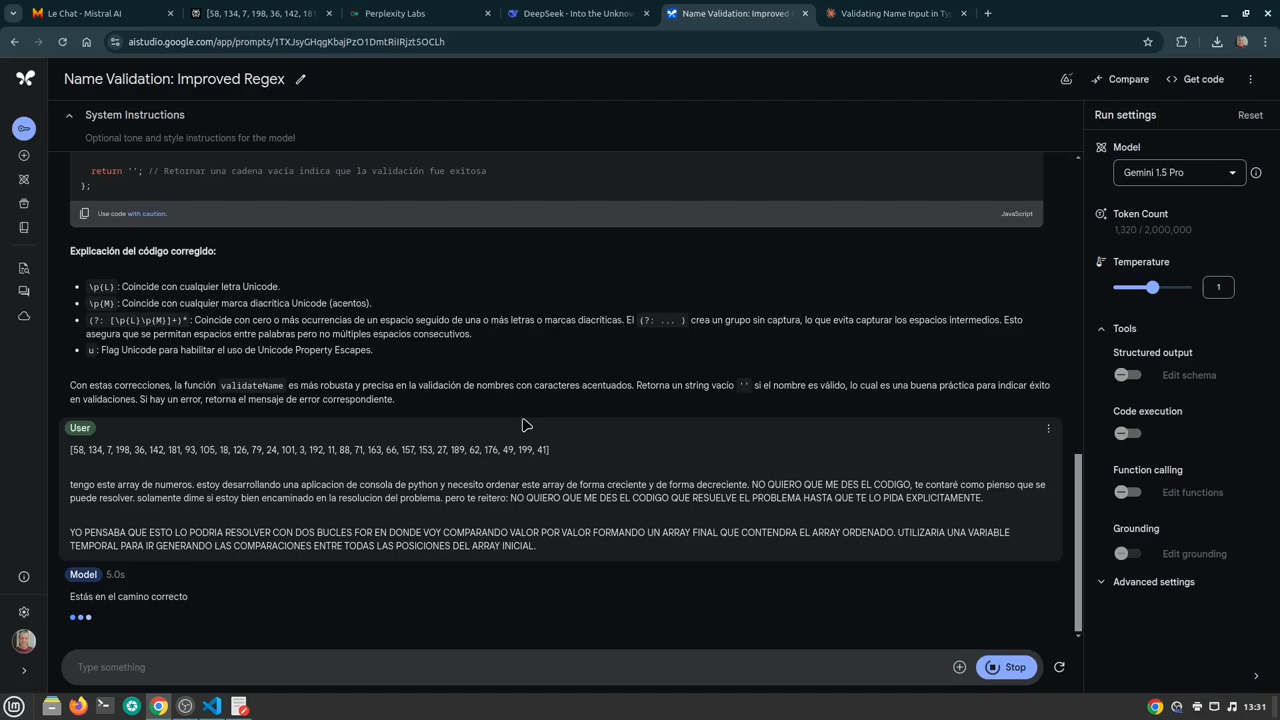 Le Chat - Mistral AI
[58, 134, 7, 198, 36, 142, 181
Perplexity Labs
DeepSeek - Into the Unknow
Name Validation: Improved
Validating Name Input in Ty
aistudio.google.com/app/prompts/1TXJsyGHqgKbajPzO1DmtRiIRjzt5OCLh
Name Validation: Improved Regex
Compare
Get code
System Instructions
Optional tone and style instructions for the model
return ''; // Retornar una cadena vacía indica que la validación fue exitosa
};
Use code with caution.
JavaScript
Explicación del código corregido:
\p{L} : Coincide con cualquier letra Unicode.
\p{M} : Coincide con cualquier marca diacrítica Unicode (acentos).
(?: [\p{L}\p{M}]+)* : Coincide con cero o más ocurrencias de un espacio seguido de una o más letras o marcas diacríticas. El (?: ... ) crea un grupo sin captura, lo que evita capturar los espacios intermedios. Esto
asegura que se permitan espacios entre palabras pero no múltiples espacios consecutivos.
u : Flag Unicode para habilitar el uso de Unicode Property Escapes.
Con estas correcciones, la función validateName es más robusta y precisa en la validación de nombres con caracteres acentuados. Retorna un string vacío '' si el nombre es válido, lo cual es una buena práctica para indicar éxito
en validaciones. Si hay un error, retorna el mensaje de error correspondiente.
User
[58, 134, 7, 198, 36, 142, 181, 93, 105, 18, 126, 79, 24, 101, 3, 192, 11, 88, 71, 163, 66, 157, 153, 27, 189, 62, 176, 49, 199, 41]
tengo este array de numeros. estoy desarrollando una aplicacion de consola de python y necesito ordenar este array de forma creciente y de forma decreciente. NO QUIERO QUE ME DES EL CODIGO, te contaré como pienso que se
puede resolver. solamente dime si estoy bien encaminado en la resolucion del problema. pero te reitero: NO QUIERO QUE ME DES EL CODIGO QUE RESUELVE EL PROBLEMA HASTA QUE TE LO PIDA EXPLICITAMENTE.
YO PENSABA QUE ESTO LO PODRIA RESOLVER CON DOS BUCLES FOR EN DONDE VOY COMPARANDO VALOR POR VALOR FORMANDO UN ARRAY FINAL QUE CONTENDRA EL ARRAY ORDENADO. UTILIZARIA UNA VARIABLE
TEMPORAL PARA IR GENERANDO LAS COMPARACIONES ENTRE TODAS LAS POSICIONES DEL ARRAY INICIAL.
Model 5.0s
Estás en el camino correcto
Type something
Stop
Run settings
Reset
Model
Gemini 1.5 Pro
Token Count
1,320 / 2,000,000
Temperature
1
Tools
Structured output
Edit schema
Code execution
Function calling
Edit functions
Grounding
Edit grounding
Advanced settings
13:31